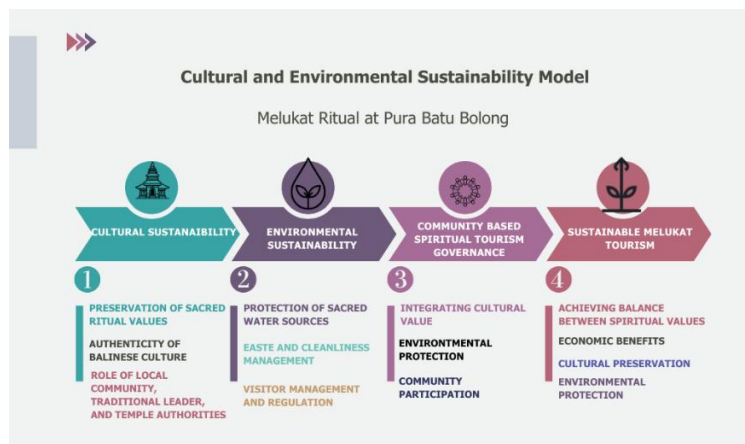 Cultural and Environmental Sustainability Model
Melukat Ritual at Pura Batu Bolong
CULTURAL SUSTANAIBILITY
ENVIRONMENTAL
SUSTAINABILITY
COMMUNITY BASED
SPIRITUAL TOURISM
GOVERNANCE
SUSTAINABLE MELUKAT
TOURISM
1
PRESERVATION OF SACRED
RITUAL VALUES
AUTHENTICITY OF
BALINESE CULTURE
ROLE OF LOCAL
COMMUNITY,
TRADITIONAL LEADER,
AND TEMPLE AUTHORITIES
2
PROTECTION OF SACRED
WATER SOURCES
EASTE AND CLEANLINESS
MANAGEMENT
VISITOR MANAGEMENT
AND REGULATION
3
INTEGRATING CULTURAL
VALUE
ENVIRONTMENTAL
PROTECTION
COMMUNITY
PARTICIPATION
4
ACHIEVING BALANCE
BETWEEN SPIRITUAL VALUES
ECONOMIC BENEFITS
CULTURAL PRESERVATION
ENVIRONMENTAL
PROTECTION